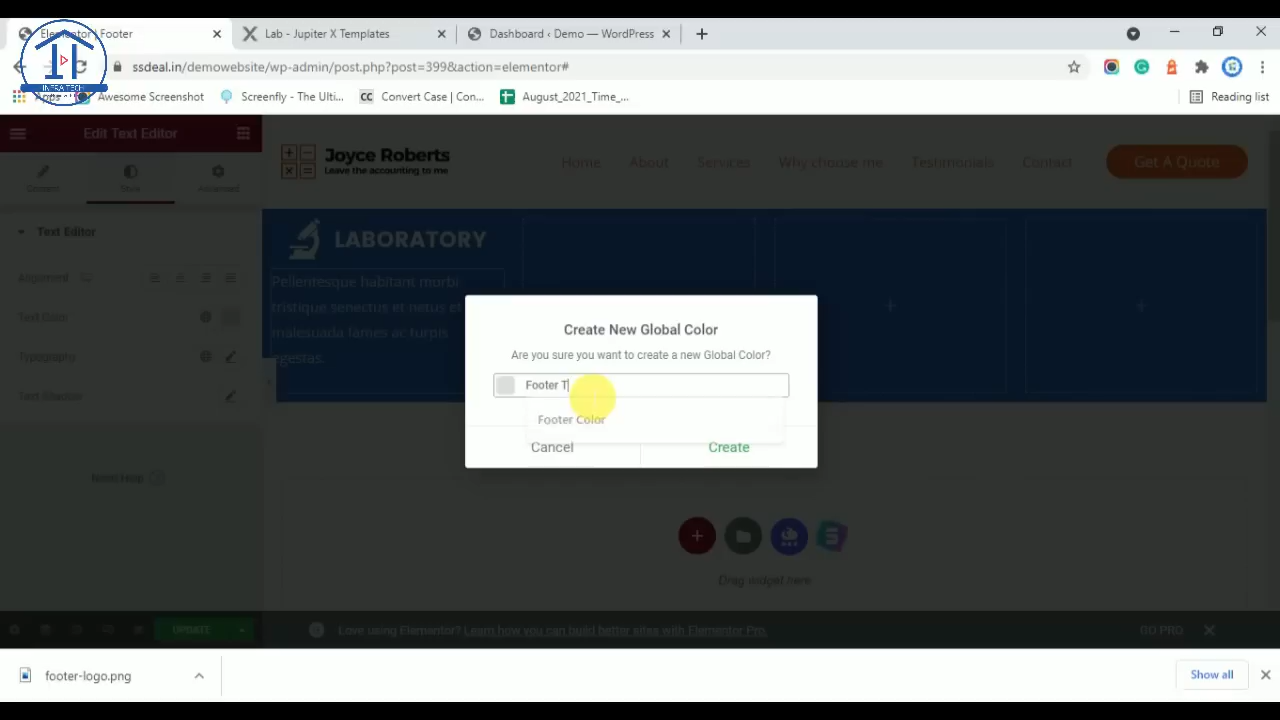 Elementor | Footer
Lab - Jupiter X Templates
Dashboard ‹ Demo — WordPress
ssdeal.in/demowebsite/wp-admin/post.php?post=399&action=elementor#
INFRA TECH
Apps
Awesome Screenshot
Screenfly - The Ulti...
CC
Convert Case | Con...
August_2021_Time_...
Reading list
Edit Text Editor
Content
Style
Advanced
Joyce Roberts
Leave the accounting to me
Home
About
Services
Why choose me
Testimonials
Contact
Get A Quote
Text Editor
Alignment
Text Color
Typography
Text Shadow
Need Help
LABORATORY
Pellentesque habitant morbi
tristique senectus et netus et
malesuada fames ac turpis
egestas.
Create New Global Color
Are you sure you want to create a new Global Color?
Footer T
Footer Color
Cancel
Create
Drag widget here
UPDATE
Love using Elementor? Learn how you can build better sites with Elementor Pro.
GO PRO
footer-logo.png
Show all